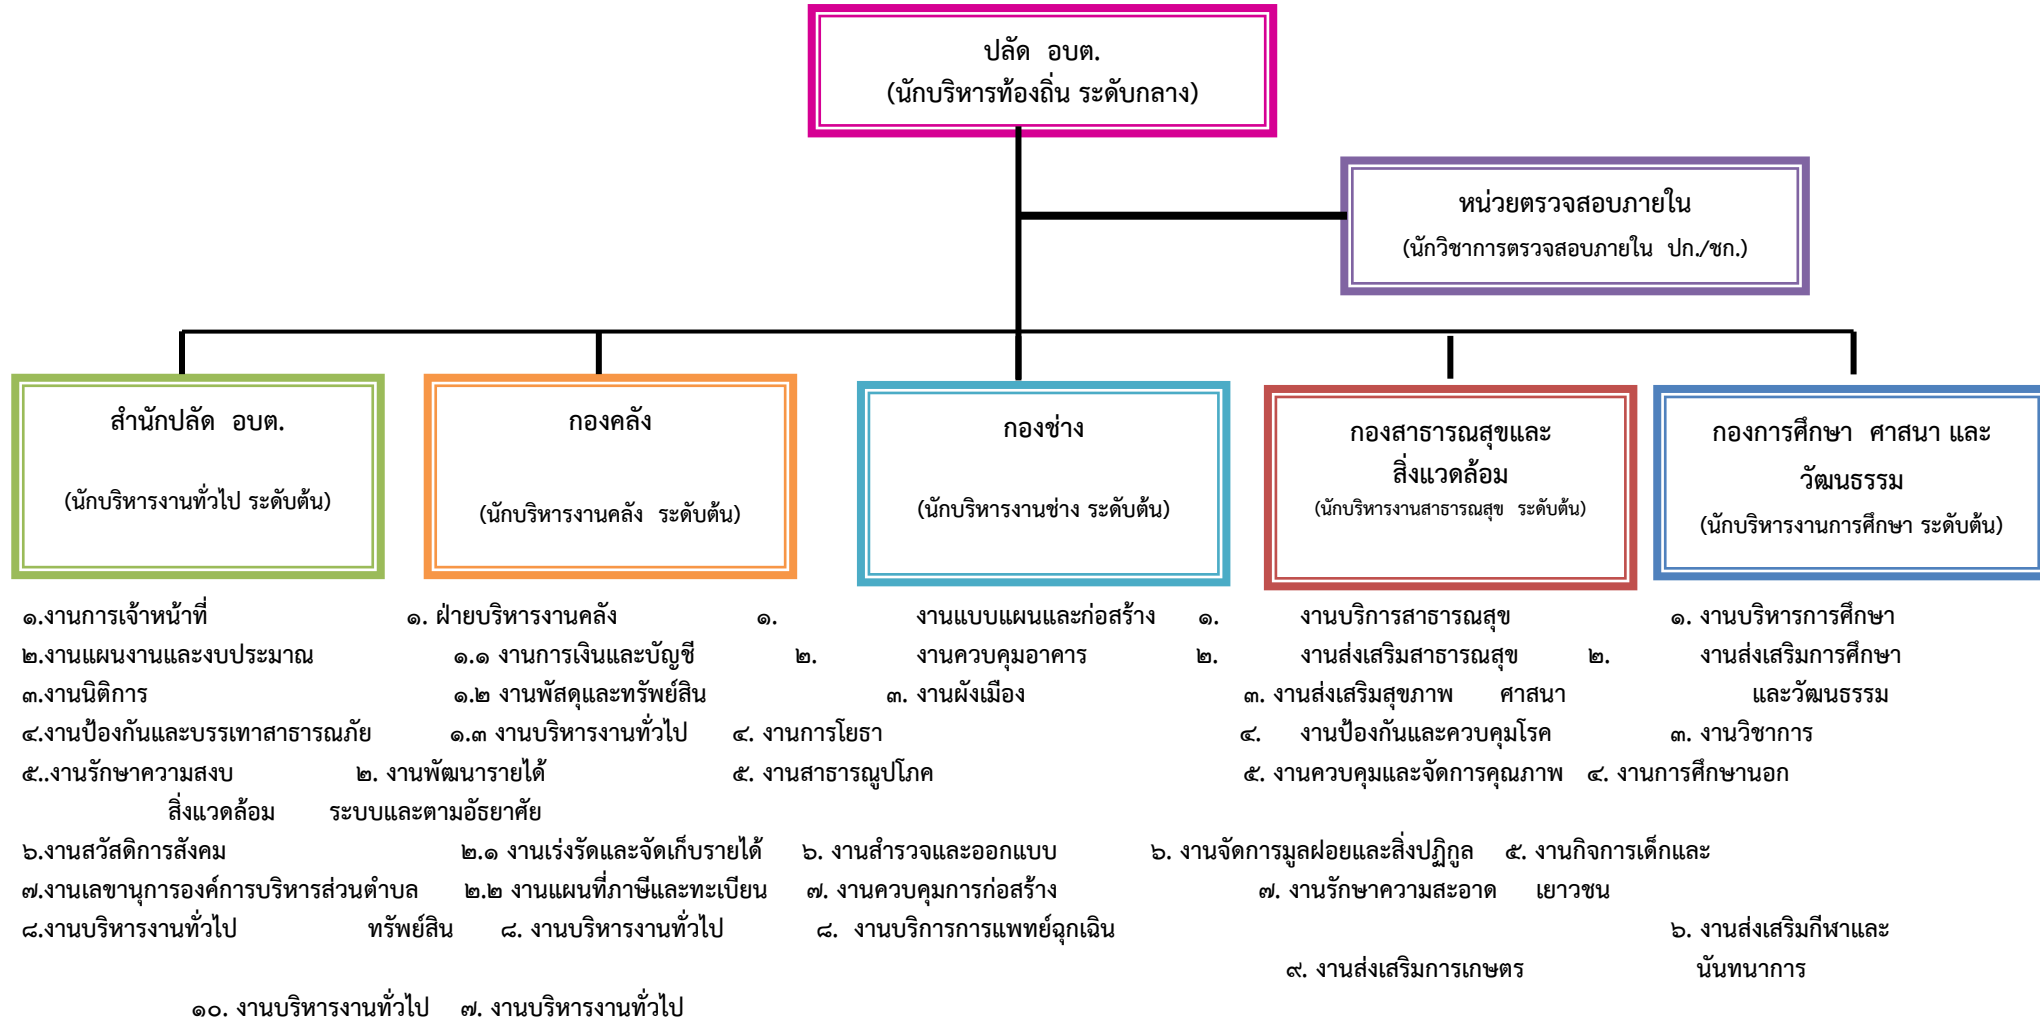 ปลัด อบต.
(นักบริหารท้องถิ่น ระดับกลาง)
หน่วยตรวจสอบภายใน
(นักวิชาการตรวจสอบภายใน ปก./ชก.)
สำนักปลัด อบต.
(นักบริหารงานทั่วไป ระดับต้น)
กองคลัง
(นักบริหารงานคลัง ระดับต้น)
กองช่าง
(นักบริหารงานช่าง ระดับต้น)
กองสาธารณสุขและ
สิ่งแวดล้อม
(นักบริหารงานสาธารณสุข ระดับต้น)
กองการศึกษา ศาสนา และ
วัฒนธรรม
(นักบริหารงานการศึกษา ระดับต้น)
๑.งานการเจ้าหน้าที่ ๑. ฝ่ายบริหารงานคลัง ๑. งานแบบแผนและก่อสร้าง ๑. งานบริการสาธารณสุข ๑. งานบริหารการศึกษา
๒.งานแผนงานและงบประมาณ ๑.๑ งานการเงินและบัญชี ๒. งานควบคุมอาคาร ๒. งานส่งเสริมสาธารณสุข ๒. งานส่งเสริมการศึกษา
๓.งานนิติการ ๑.๒ งานพัสดุและทรัพย์สิน ๓. งานผังเมือง ๓. งานส่งเสริมสุขภาพ ศาสนา และวัฒนธรรม
๔.งานป้องกันและบรรเทาสาธารณภัย ๑.๓ งานบริหารงานทั่วไป ๔. งานการโยธา ๔. งานป้องกันและควบคุมโรค ๓. งานวิชาการ
๕..งานรักษาความสงบ ๒. งานพัฒนารายได้ ๕. งานสาธารณูปโภค ๕. งานควบคุมและจัดการคุณภาพ ๔. งานการศึกษานอก
สิ่งแวดล้อม ระบบและตามอัธยาศัย
๖.งานสวัสดิการสังคม ๒.๑ งานเร่งรัดและจัดเก็บรายได้ ๖. งานสำรวจและออกแบบ ๖. งานจัดการมูลฝอยและสิ่งปฏิกูล ๕. งานกิจการเด็กและ
๗.งานเลขานุการองค์การบริหารส่วนตำบล ๒.๒ งานแผนที่ภาษีและทะเบียน ๗. งานควบคุมการก่อสร้าง ๗. งานรักษาความสะอาด เยาวชน
๘.งานบริหารงานทั่วไป ทรัพย์สิน ๘. งานบริหารงานทั่วไป ๘. งานบริการการแพทย์ฉุกเฉิน ๖. งานส่งเสริมกีฬาและ
๙. งานส่งเสริมการเกษตร นันทนาการ
๑๐. งานบริหารงานทั่วไป ๗. งานบริหารงานทั่วไป